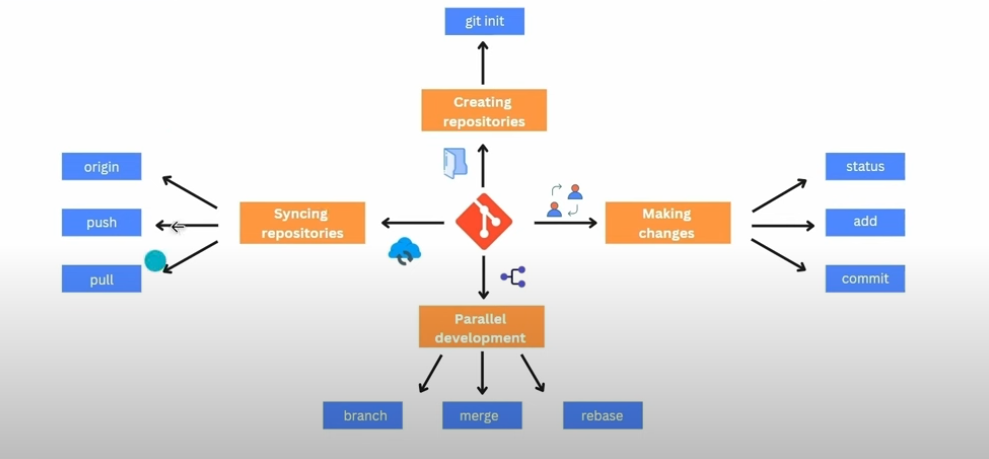 git init
Creating
repositories
origin
push
pull
Syncing
repositories
Making
changes
status
add
commit
Parallel
development
branch
merge
rebase